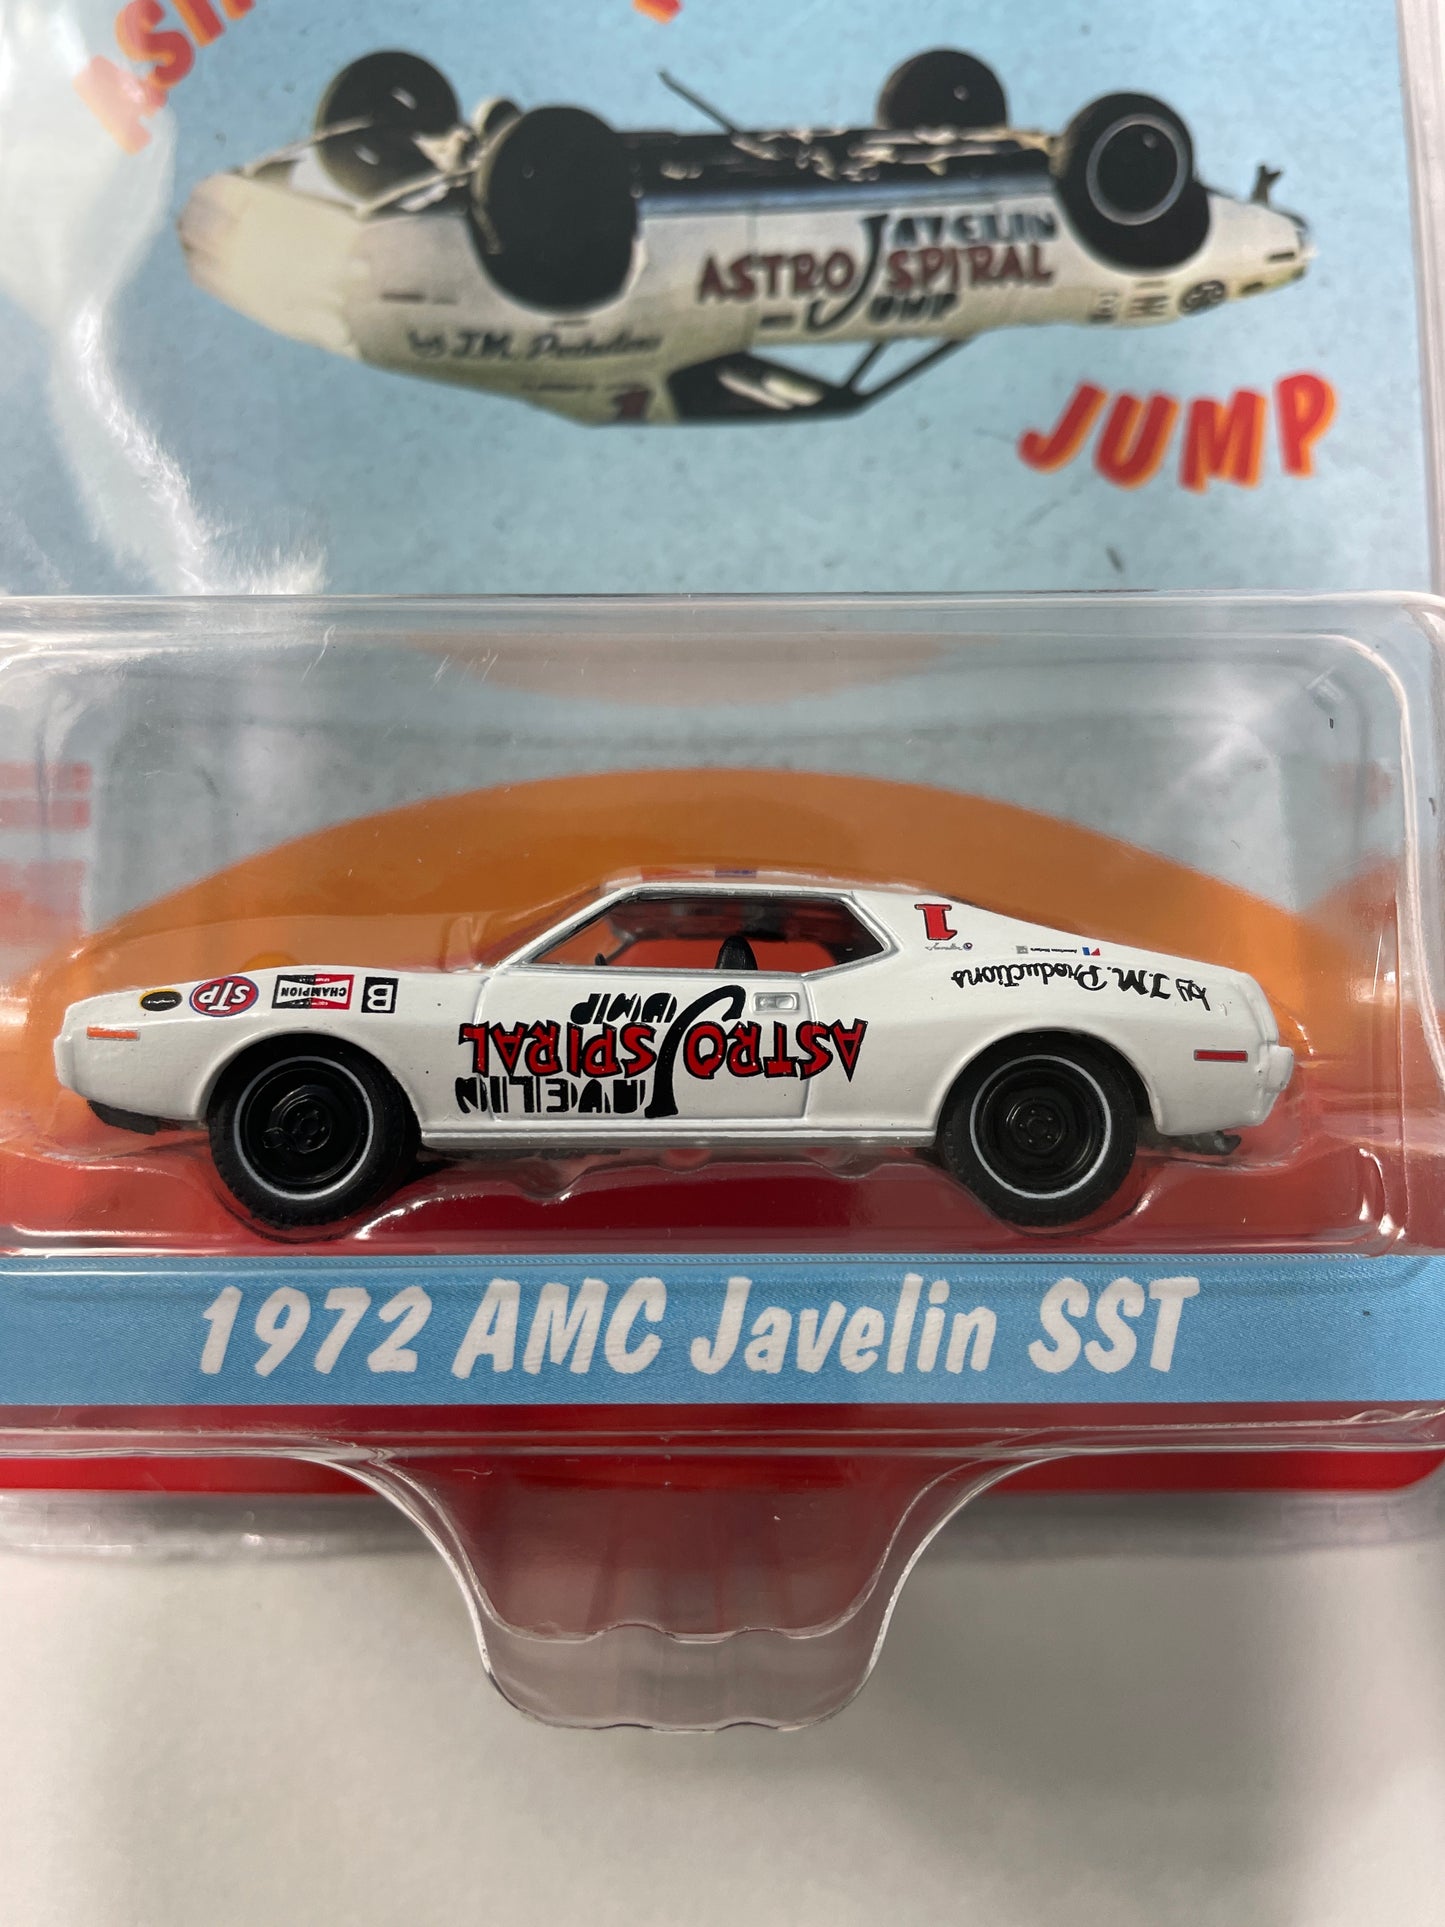 JUMP
JAVELIN
ASTRO SPIRAL
JUMP
by J.M. Productions
1
1
by J.M. Productions
STP
CHAMPION
B
JUMP
ASTRO SPIRAL
JAVELIN
1972 AMC Javelin SST